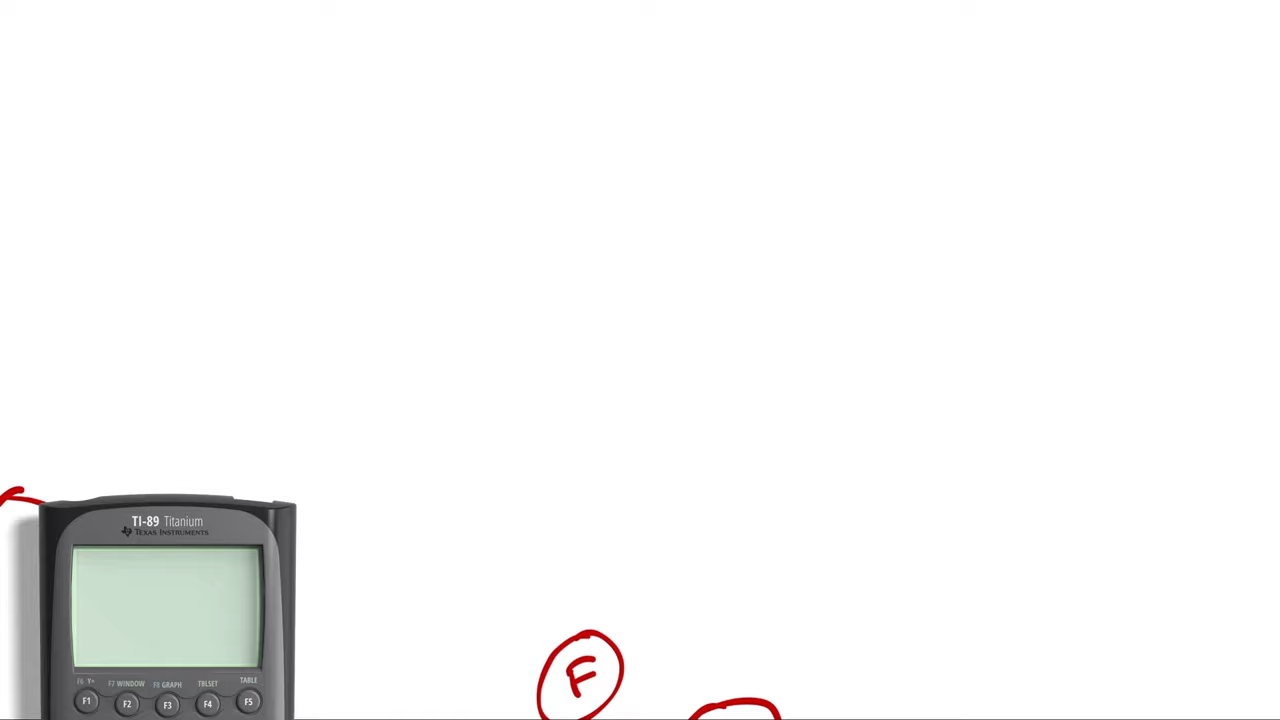 TI-89 Titanium
TEXAS INSTRUMENTS
F6 Y+ F7 WINDOW F8 GRAPH TBLSET TABLE
F1 F2 F3 F4 F5
F